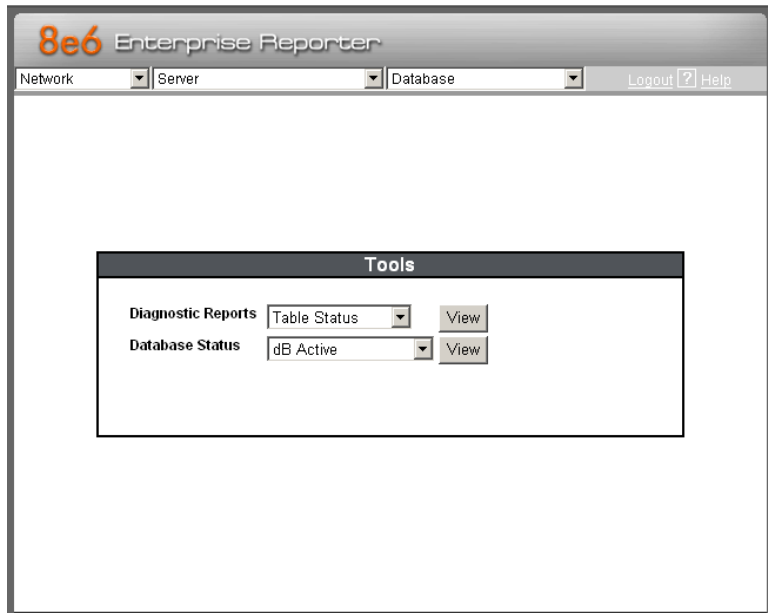 8e6 Enterprise Reporter
Network Server Database Logout ? Help
Tools
Diagnostic Reports Table Status View
Database Status dB Active View